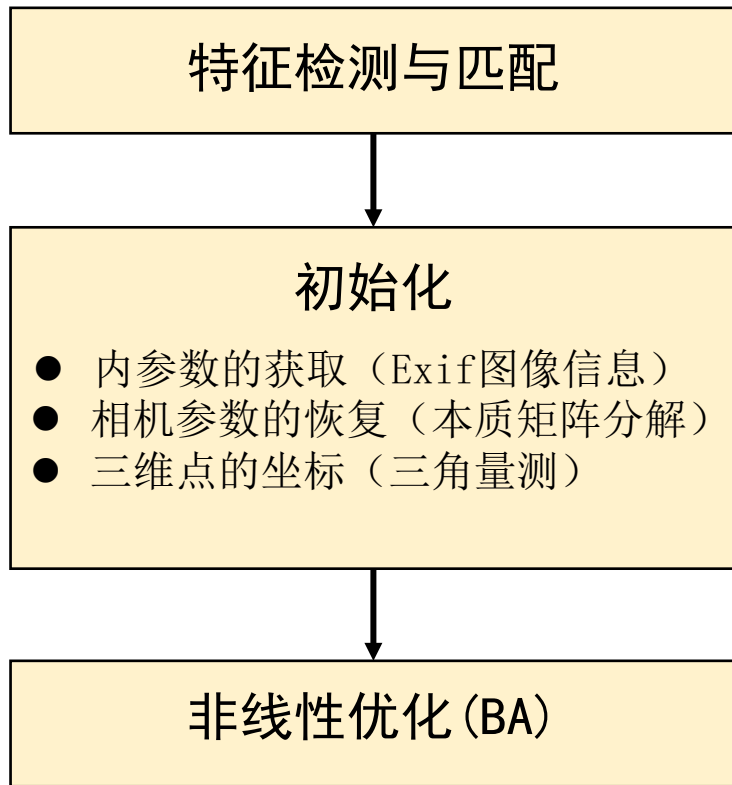 特征检测与匹配
初始化
● 内参数的获取（Exif图像信息）
● 相机参数的恢复（本质矩阵分解）
● 三维点的坐标（三角量测）
非线性优化(BA)